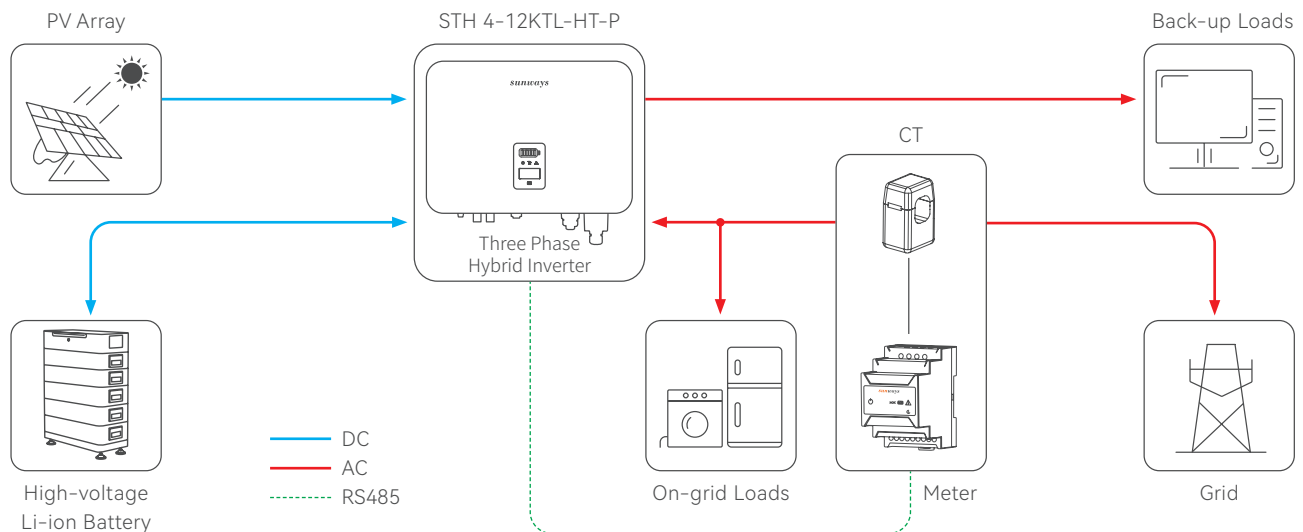 PV Array
STH 4-12KTL-HT-P
Back-up Loads
sunways
CT
Three Phase
Hybrid Inverter
DC
AC
RS485
High-voltage
Li-ion Battery
On-grid Loads
sunways
Meter
Grid